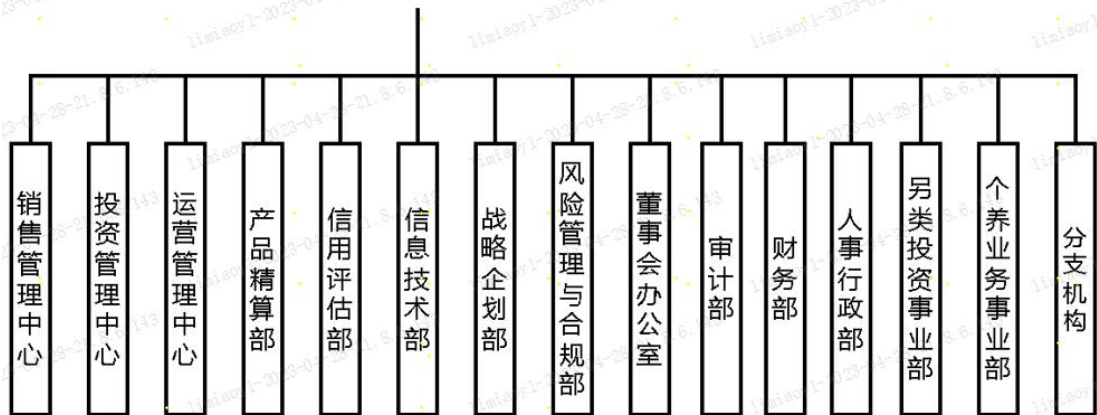 销售管理中心
投资管理中心
运营管理中心
产品精算部
信用评估部
信息技术部
战略企划部
风险管理与合规部
董事会办公室
审计部
财务部
人事行政部
另类投资事业部
个养业务事业部
分支机构